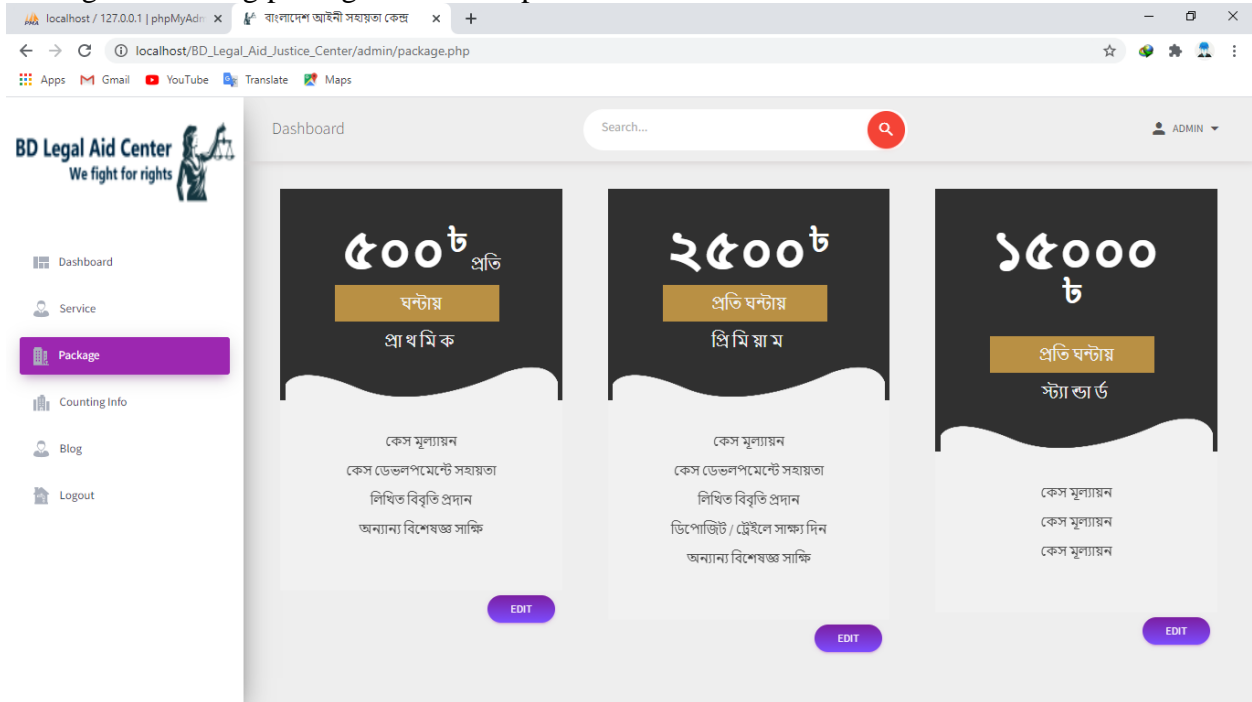 localhost / 127.0.0.1 | phpMyAdm
বাংলাদেশ আইনী সহায়তা কেন্দ্র
localhost/BD_Legal_Aid_Justice_Center/admin/package.php
Apps Gmail YouTube Translate Maps
BD Legal Aid Center
We fight for rights
Dashboard
Search...
ADMIN
Dashboard
Service
Package
Counting Info
Blog
Logout
৫০০৳ প্রতি
ঘন্টায়
প্রাথমিক
কেস মূল্যায়ন
কেস ডেভলপমেন্টে সহায়তা
লিখিত বিবৃতি প্রদান
অন্যান্য বিশেষজ্ঞ সাক্ষি
EDIT
২৫০০৳
প্রতি ঘন্টায়
প্রিমিয়াম
কেস মূল্যায়ন
কেস ডেভলপমেন্টে সহায়তা
লিখিত বিবৃতি প্রদান
ডিপোজিট / ট্রেইলে সাক্ষ্য দিন
অন্যান্য বিশেষজ্ঞ সাক্ষি
EDIT
১৫০০০
৳
প্রতি ঘন্টায়
স্ট্যান্ডার্ড
কেস মূল্যায়ন
কেস মূল্যায়ন
কেস মূল্যায়ন
EDIT